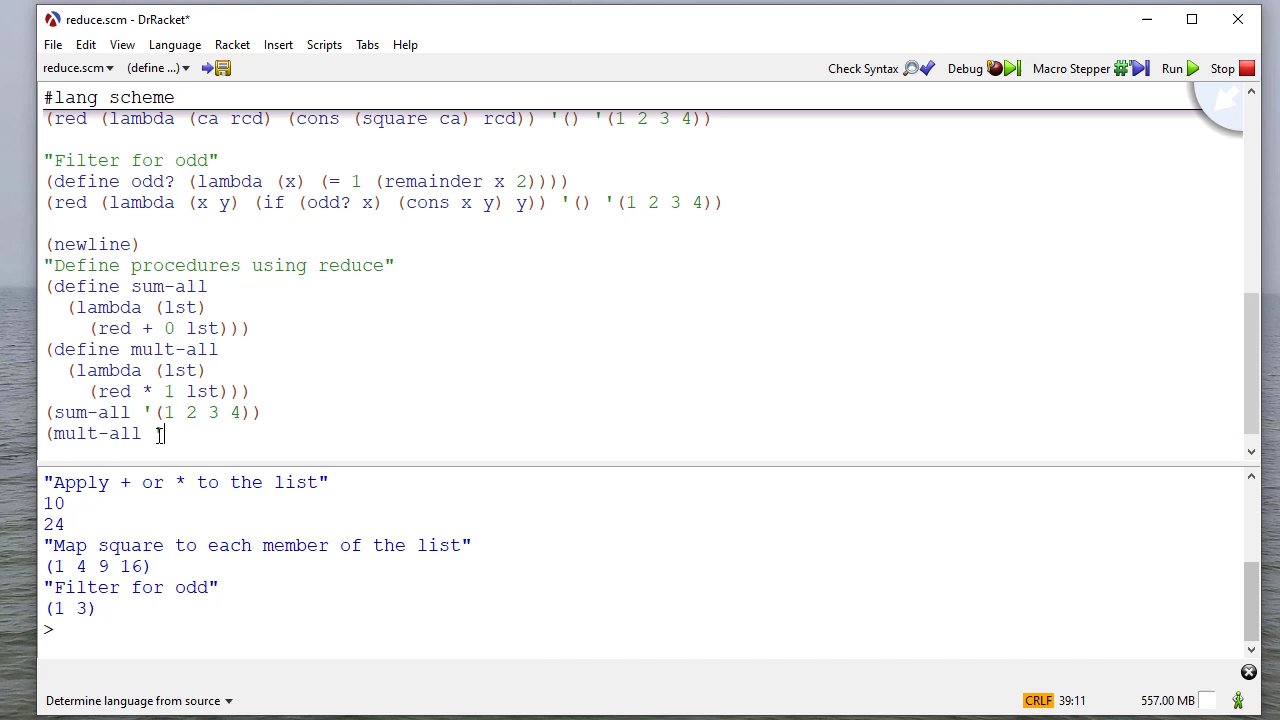 reduce.scm - DrRacket*
File Edit View Language Racket Insert Scripts Tabs Help
reduce.scm (define ...) Check Syntax Debug Macro Stepper #' Run Stop
#lang scheme
(red (lambda (ca rcd) (cons (square ca) rcd)) '() '(1 2 3 4))
"Filter for odd"
(define odd? (lambda (x) (= 1 (remainder x 2))))
(red (lambda (x y) (if (odd? x) (cons x y) y)) '() '(1 2 3 4))
(newline)
"Define procedures using reduce"
(define sum-all
(lambda (lst)
(red + 0 lst)))
(define mult-all
(lambda (lst)
(red * 1 lst)))
(sum-all '(1 2 3 4))
(mult-all
"Apply + or * to the list"
10
24
"Map square to each member of the list"
(1 4 9 16)
"Filter for odd"
(1 3)
>
Determine language from source CRLF 39:11 557.00 MB